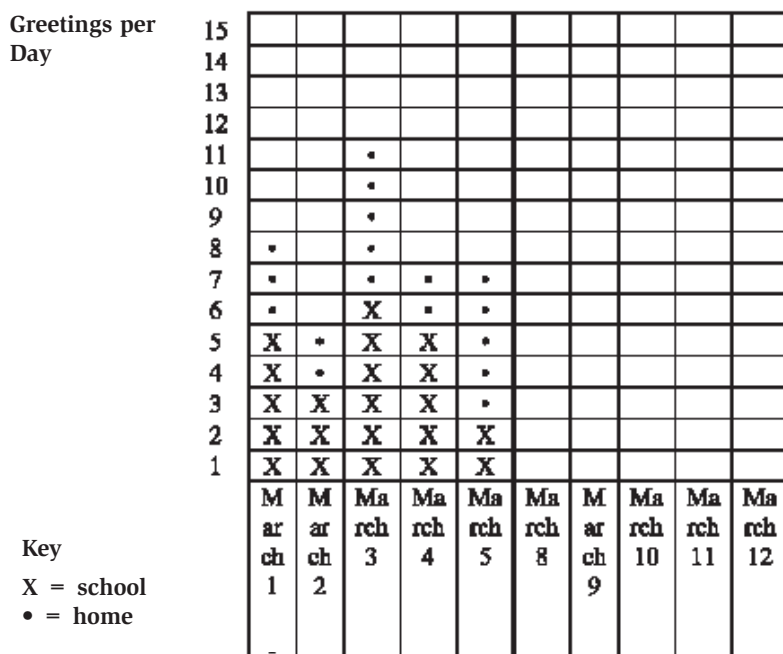 Greetings per
Day
15
14
13
12
11 •
10 •
9 •
8 • •
7 • • • •
6 • X • •
5 X • X X •
4 X • X X •
3 X X X X •
2 X X X X X
1 X X X X X
M M Ma Ma Ma Ma M Ma Ma Ma
ar ar rch rch rch rch ar rch rch rch
ch ch 3 4 5 8 ch 10 11 12
1 2 9
Key
X = school
• = home